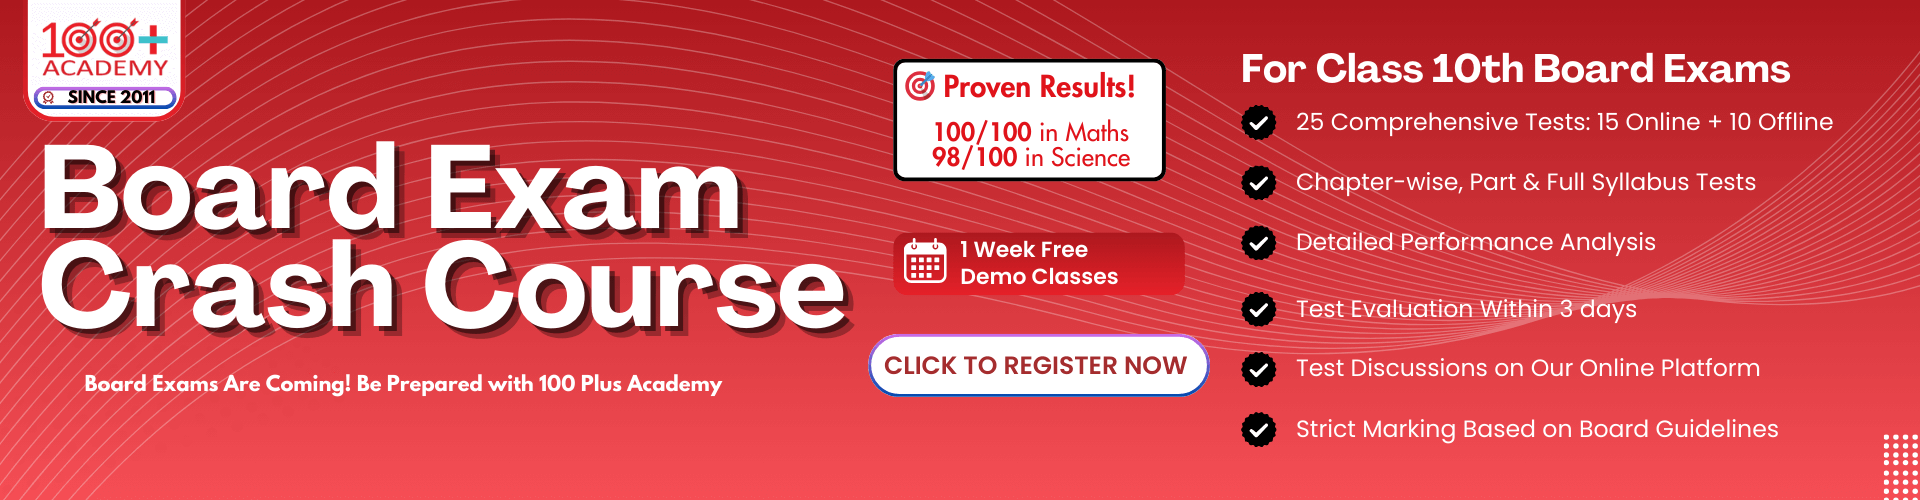 100+
ACADEMY
SINCE 2011
Board Exam
Crash Course
Board Exams Are Coming! Be Prepared with 100 Plus Academy
Proven Results!
100/100 in Maths
98/100 in Science
1 Week Free
Demo Classes
CLICK TO REGISTER NOW
For Class 10th Board Exams
25 Comprehensive Tests: 15 Online + 10 Offline
Chapter-wise, Part & Full Syllabus Tests
Detailed Performance Analysis
Test Evaluation Within 3 days
Test Discussions on Our Online Platform
Strict Marking Based on Board Guidelines